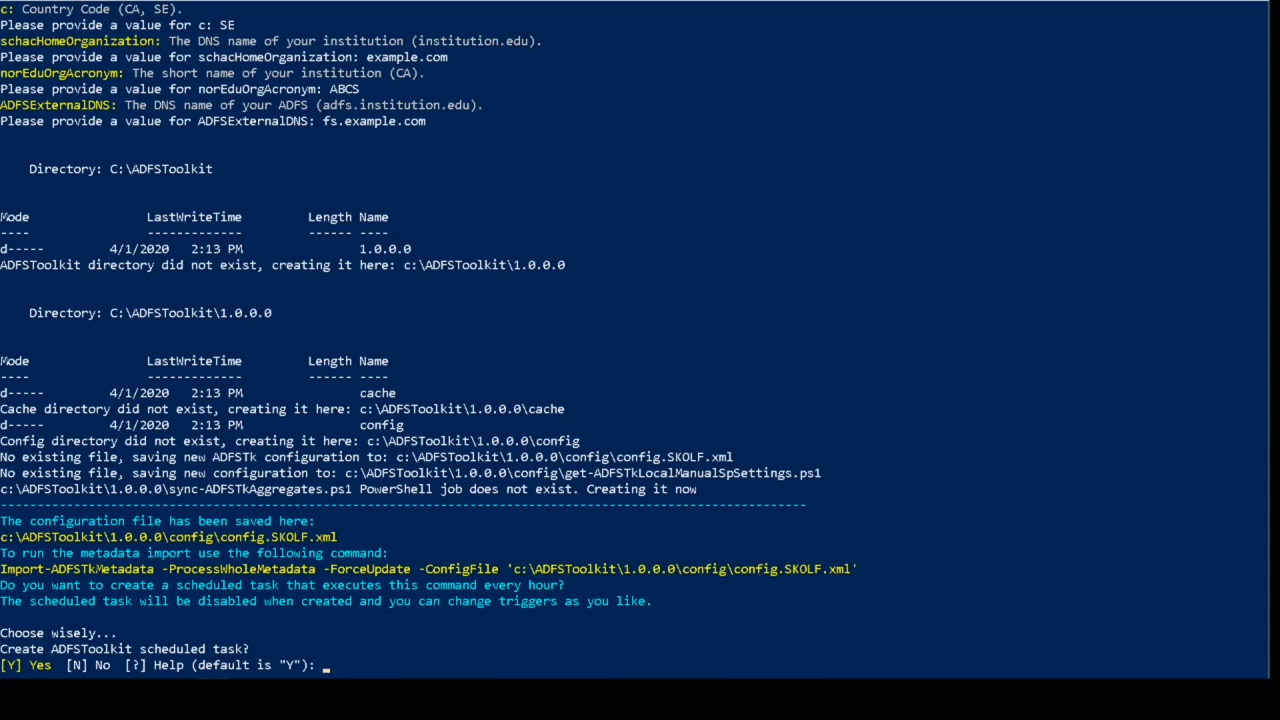 c: Country Code (CA, SE).
Please provide a value for c: SE
schacHomeOrganization: The DNS name of your institution (institution.edu).
Please provide a value for schacHomeOrganization: example.com
norEduOrgAcronym: The short name of your institution (CA).
Please provide a value for norEduOrgAcronym: ABCS
ADFSExternalDNS: The DNS name of your ADFS (adfs.institution.edu).
Please provide a value for ADFSExternalDNS: fs.example.com
Directory: C:\ADFSToolkit
Mode LastWriteTime Length Name
---- ------------- ------ ----
d----- 4/1/2020 2:13 PM 1.0.0.0
ADFSToolkit directory did not exist, creating it here: c:\ADFSToolkit\1.0.0.0
Directory: C:\ADFSToolkit\1.0.0.0
Mode LastWriteTime Length Name
---- ------------- ------ ----
d----- 4/1/2020 2:13 PM cache
Cache directory did not exist, creating it here: c:\ADFSToolkit\1.0.0.0\cache
d----- 4/1/2020 2:13 PM config
Config directory did not exist, creating it here: c:\ADFSToolkit\1.0.0.0\config
No existing file, saving new ADFSTk configuration to: c:\ADFSToolkit\1.0.0.0\config\config.SKOLF.xml
No existing file, saving new configuration to: c:\ADFSToolkit\1.0.0.0\config\get-ADFSTkLocalManualSpSettings.ps1
c:\ADFSToolkit\1.0.0.0\sync-ADFSTkAggregates.ps1 PowerShell job does not exist. Creating it now
--------------------------------------------------------------------------------------------------------------
The configuration file has been saved here:
c:\ADFSToolkit\1.0.0.0\config\config.SKOLF.xml
To run the metadata import use the following command:
Import-ADFSTkMetadata -ProcessWholeMetadata -ForceUpdate -ConfigFile 'c:\ADFSToolkit\1.0.0.0\config\config.SKOLF.xml'
Do you want to create a scheduled task that executes this command every hour?
The scheduled task will be disabled when created and you can change triggers as you like.
Choose wisely...
Create ADFSToolkit scheduled task?
[Y] Yes [N] No [?] Help (default is "Y"): _